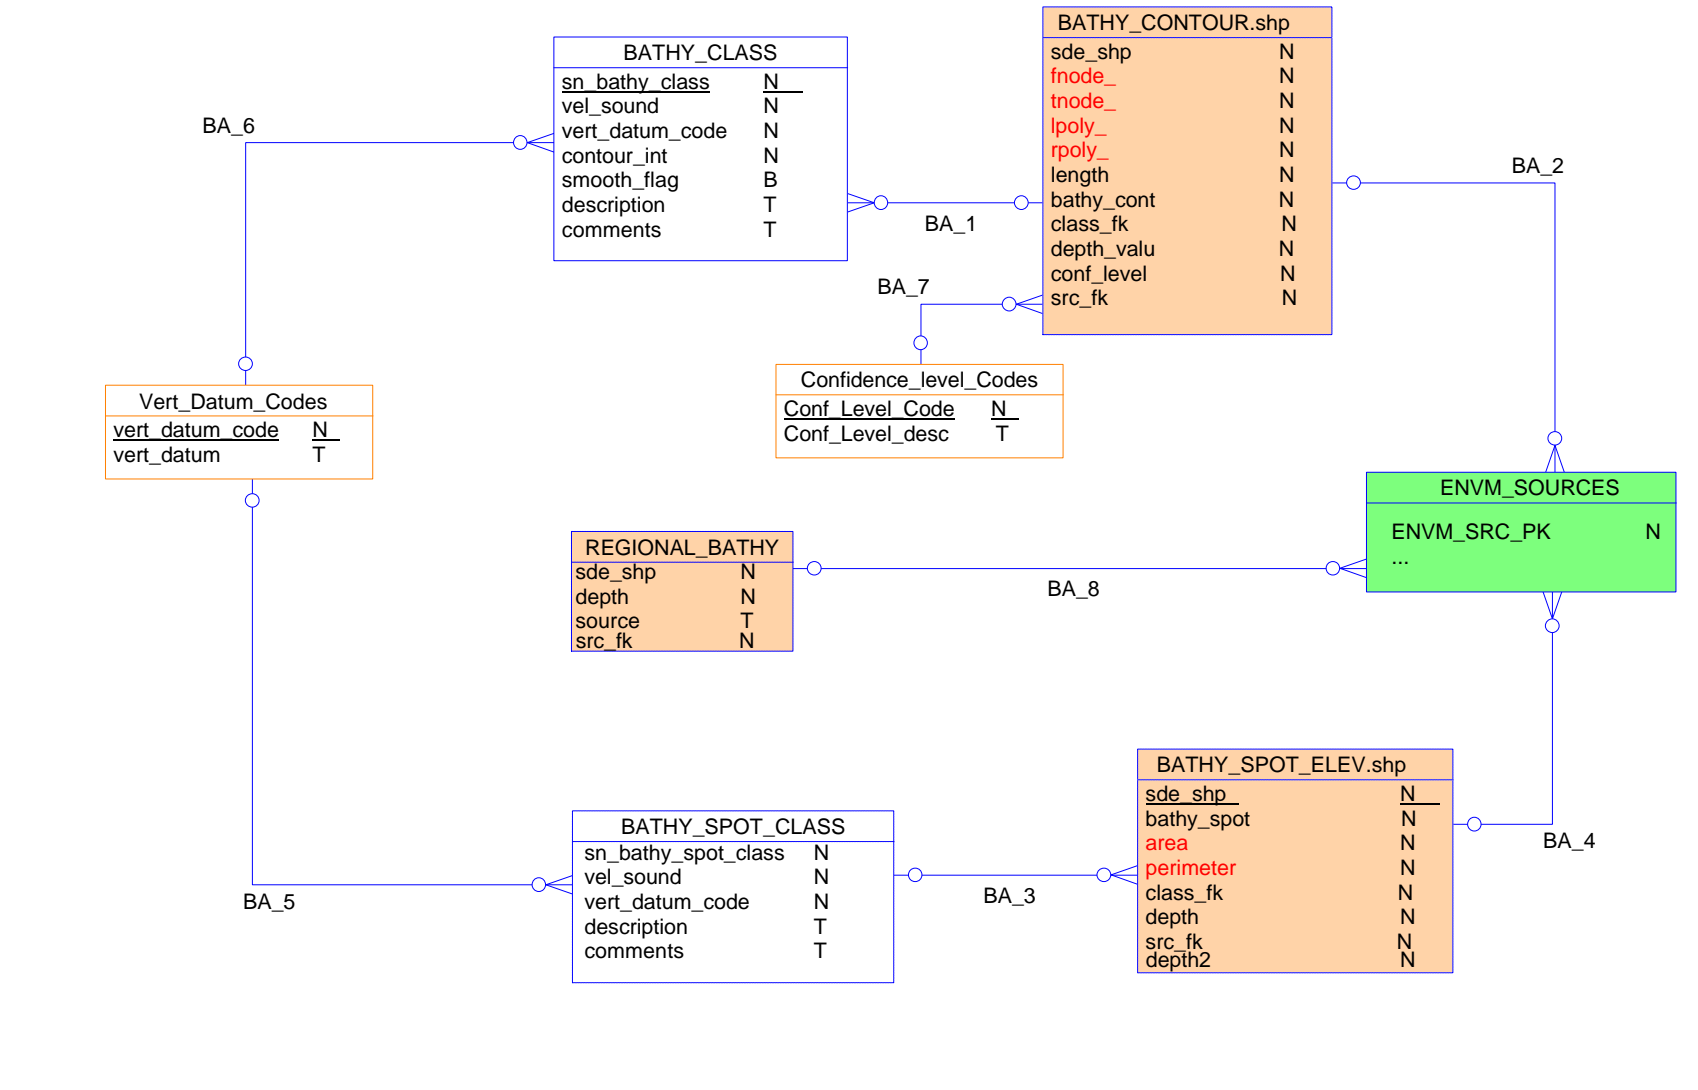 BATHY_CONTOUR.shp
sde_shp N
fnode_ N
tnode_ N
lpoly_ N
rpoly_ N
length N
bathy_cont N
class_fk N
depth_valu N
conf_level N
src_fk N
BATHY_CLASS
sn_bathy_class N
vel_sound N
vert_datum_code N
contour_int N
smooth_flag B
description T
comments T
BA_6
BA_2
BA_1
BA_7
Confidence_level_Codes
Conf_Level_Code N
Conf_Level_desc T
Vert_Datum_Codes
vert_datum_code N
vert_datum T
ENVM_SOURCES
ENVM_SRC_PK N
...
REGIONAL_BATHY
sde_shp N
depth N
source T
src_fk N
BA_8
BATHY_SPOT_ELEV.shp
sde_shp N
bathy_spot N
area N
perimeter N
class_fk N
depth N
src_fk N
depth2 N
BA_4
BATHY_SPOT_CLASS
sn_bathy_spot_class N
vel_sound N
vert_datum_code N
description T
comments T
BA_3
BA_5